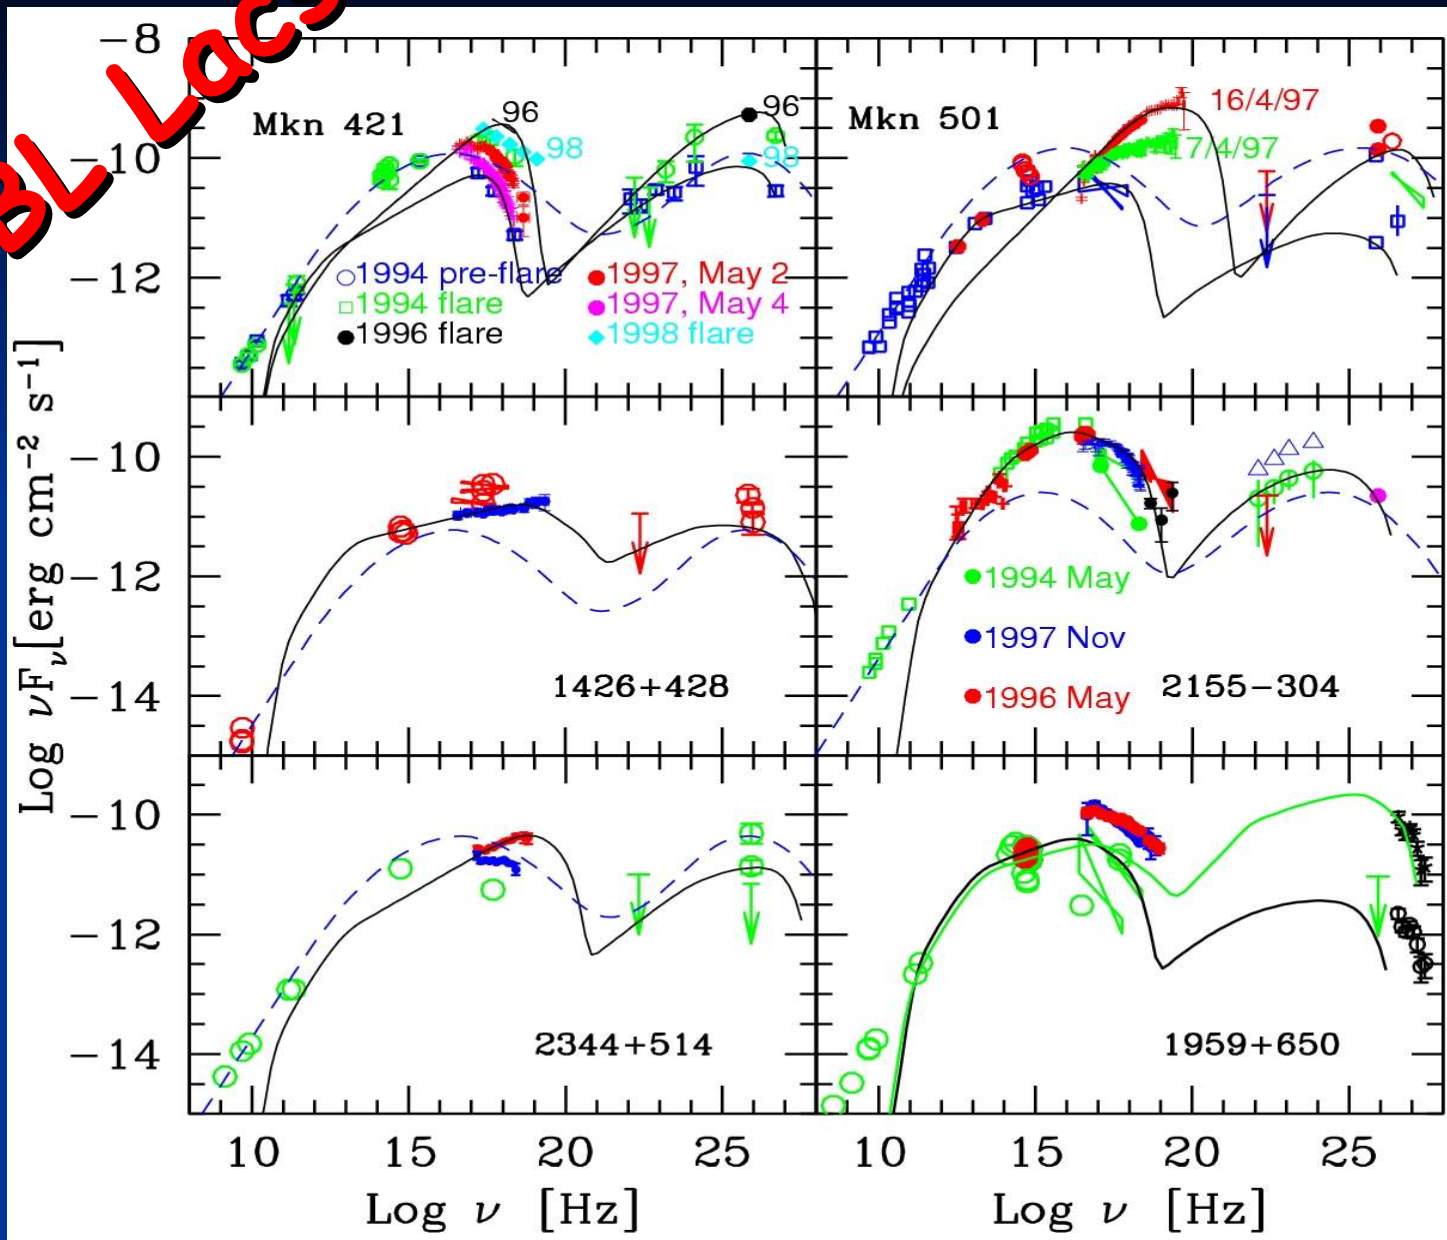 BL Lacs
Log νFν[erg cm−2 s−1]
−8
−10
−12
−10
−12
−14
−10
−12
−14
Mkn 421
96
98
96
98
1994 pre-flare
1994 flare
1996 flare
1997, May 2
1997, May 4
1998 flare
Mkn 501
16/4/97
7/4/97
1426+428
1994 May
1997 Nov
1996 May
2155−304
2344+514
1959+650
10 15 20 25
10 15 20 25
Log ν [Hz]
Log ν [Hz]